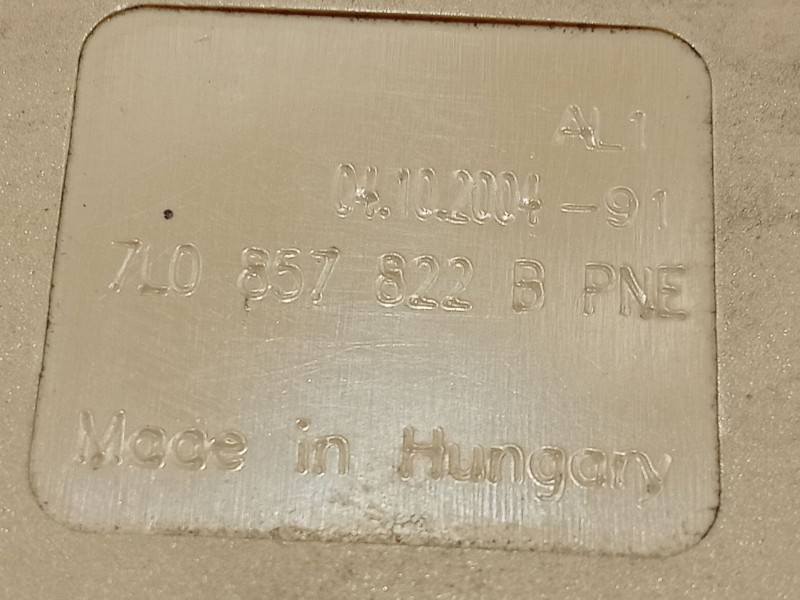 AL1
04.10.2004 -91
7L0 857 822 B PNE
Made in Hungary